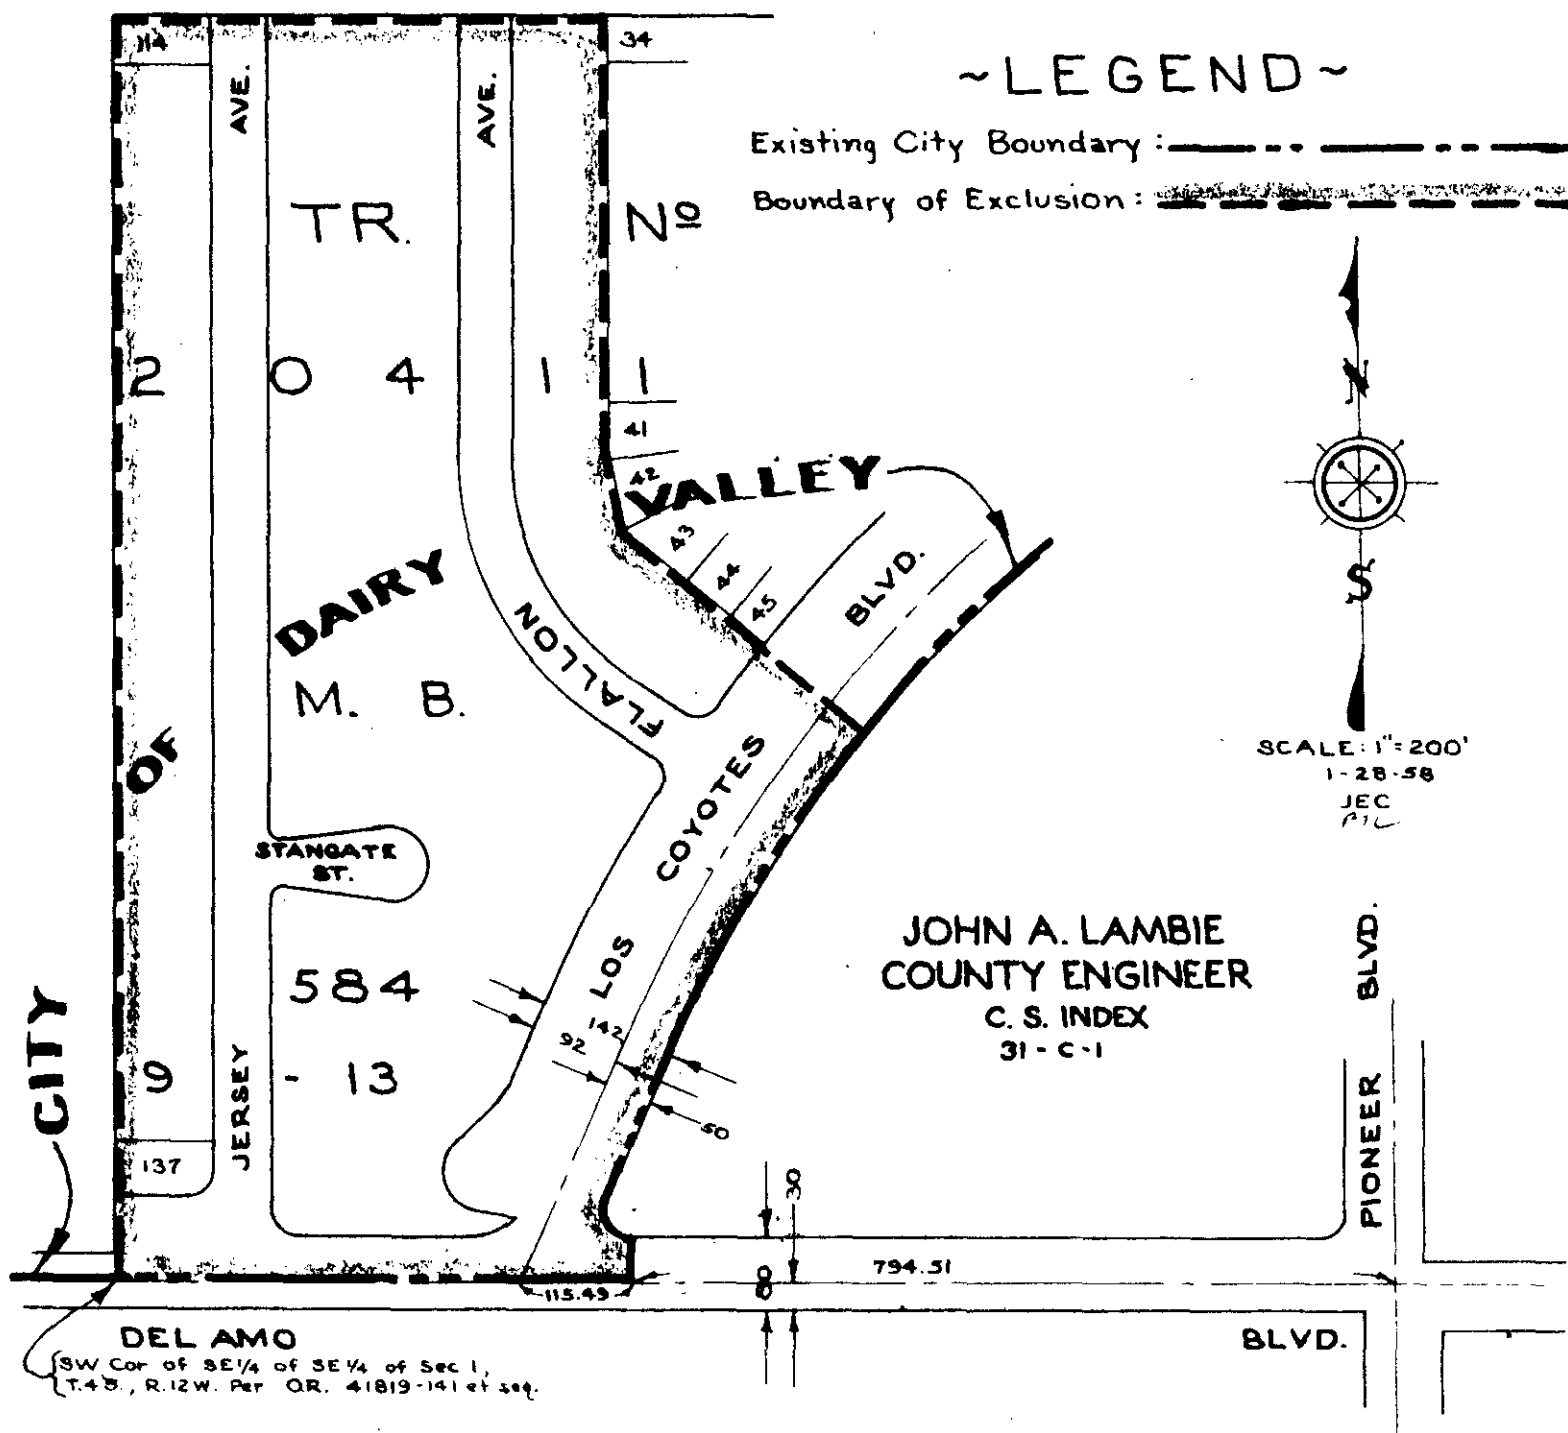 114
34
~LEGEND~
Existing City Boundary :
Boundary of Exclusion :
AVE.
AVE.
TR. Nº
2 0 4 1 1
41
42
43
44
45
CITY OF DAIRY VALLEY
M. B.
584
9 - 13
FLALLON
LOS COYOTES BLVD.
STANGATE
ST.
JERSEY
137
142
92
50
N
S
SCALE: 1"=200'
1-28-58
JEC
JOHN A. LAMBIE
COUNTY ENGINEER
C. S. INDEX
31-C-1
PIONEER BLVD.
30
80
794.51
115.49
DEL AMO BLVD.
SW Cor of SE1/4 of SE1/4 of Sec 1,
T.4S., R.12W. Per O.R. 41819-141 et seq.